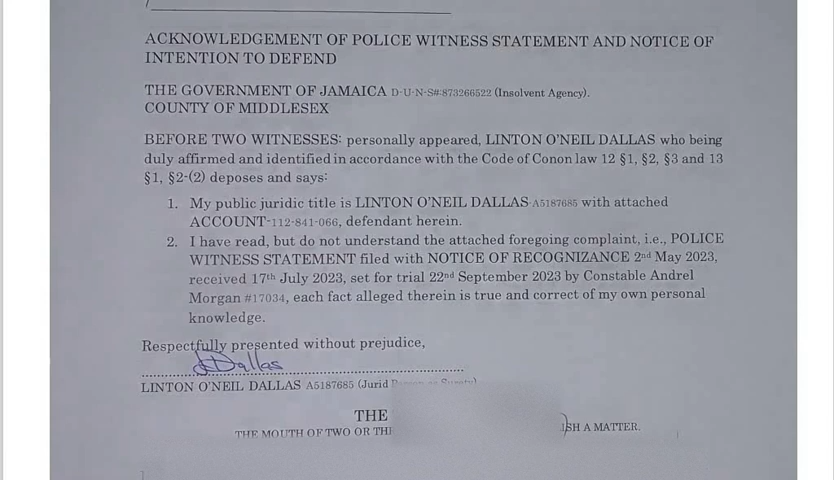 ACKNOWLEDGEMENT OF POLICE WITNESS STATEMENT AND NOTICE OF
INTENTION TO DEFEND
THE GOVERNMENT OF JAMAICA D-U-N-S#:873266522 (Insolvent Agency).
COUNTY OF MIDDLESEX
BEFORE TWO WITNESSES: personally appeared, LINTON O'NEIL DALLAS who being
duly affirmed and identified in accordance with the Code of Conon law 12 §1, §2, §3 and 13
§1, §2-(2) deposes and says:
1. My public juridic title is LINTON O'NEIL DALLAS-A5187685 with attached
ACCOUNT-112-841-066, defendant herein.
2. I have read, but do not understand the attached foregoing complaint, i.e., POLICE
WITNESS STATEMENT filed with NOTICE OF RECOGNIZANCE 2nd May 2023,
received 17th July 2023, set for trial 22nd September 2023 by Constable Andrel
Morgan #17034, each fact alleged therein is true and correct of my own personal
knowledge.
Respectfully presented without prejudice,
Dallas
LINTON O'NEIL DALLAS A5187685 (Jurid
THE
THE MOUTH OF TWO OR
A MATTER.